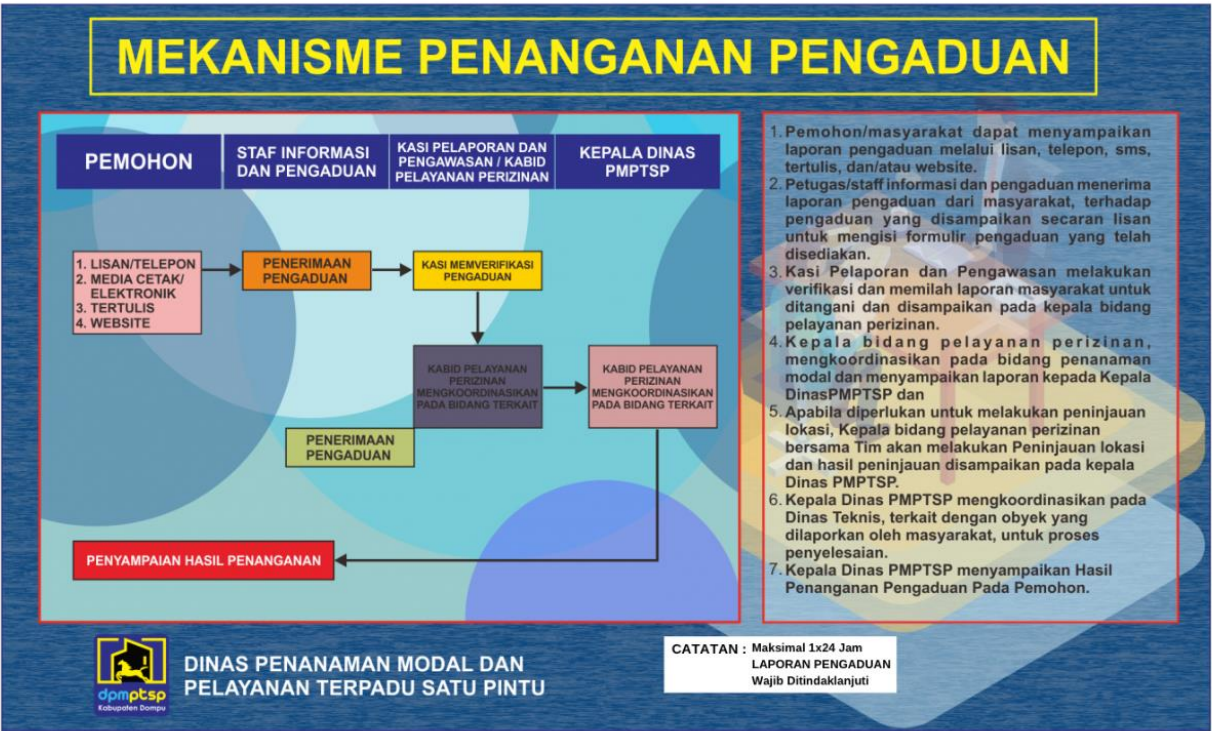 MEKANISME PENANGANAN PENGADUAN
PEMOHON
STAF INFORMASI
DAN PENGADUAN
KASI PELAPORAN DAN
PENGAWASAN / KABID
PELAYANAN PERIZINAN
KEPALA DINAS
PMPTSP
1. LISAN/TELEPON
2. MEDIA CETAK/
ELEKTRONIK
3. TERTULIS
4. WEBSITE
PENERIMAAN
PENGADUAN
KASI MEMVERIFIKASI
PENGADUAN
KABID PELAYANAN
PERIZINAN
MENGKOORDINASIKAN
PADA BIDANG TERKAIT
KABID PELAYANAN
PERIZINAN
MENGKOORDINASIKAN
PADA BIDANG TERKAIT
PENERIMAAN
PENGADUAN
PENYAMPAIAN HASIL PENANGANAN
1. Pemohon/masyarakat dapat menyampaikan
laporan pengaduan melalui lisan, telepon, sms,
tertulis, dan/atau website.
2. Petugas/staff informasi dan pengaduan menerima
laporan pengaduan dari masyarakat, terhadap
pengaduan yang disampaikan secaran lisan
untuk mengisi formulir pengaduan yang telah
disediakan.
3. Kasi Pelaporan dan Pengawasan melakukan
verifikasi dan memilah laporan masyarakat untuk
ditangani dan disampaikan pada kepala bidang
pelayanan perizinan.
4. Kepala bidang pelayanan perizinan,
mengkoordinasikan pada bidang penanaman
modal dan menyampaikan laporan kepada Kepala
DinasPMPTSP dan
5. Apabila diperlukan untuk melakukan peninjauan
lokasi, Kepala bidang pelayanan perizinan
bersama Tim akan melakukan Peninjauan lokasi
dan hasil peninjauan disampaikan pada kepala
Dinas PMPTSP.
6. Kepala Dinas PMPTSP mengkoordinasikan pada
Dinas Teknis, terkait dengan obyek yang
dilaporkan oleh masyarakat, untuk proses
penyelesaian.
7. Kepala Dinas PMPTSP menyampaikan Hasil
Penanganan Pengaduan Pada Pemohon.
dpmptsp
Kabupaten Dompu
DINAS PENANAMAN MODAL DAN
PELAYANAN TERPADU SATU PINTU
CATATAN : Maksimal 1x24 Jam
LAPORAN PENGADUAN
Wajib Ditindaklanjuti